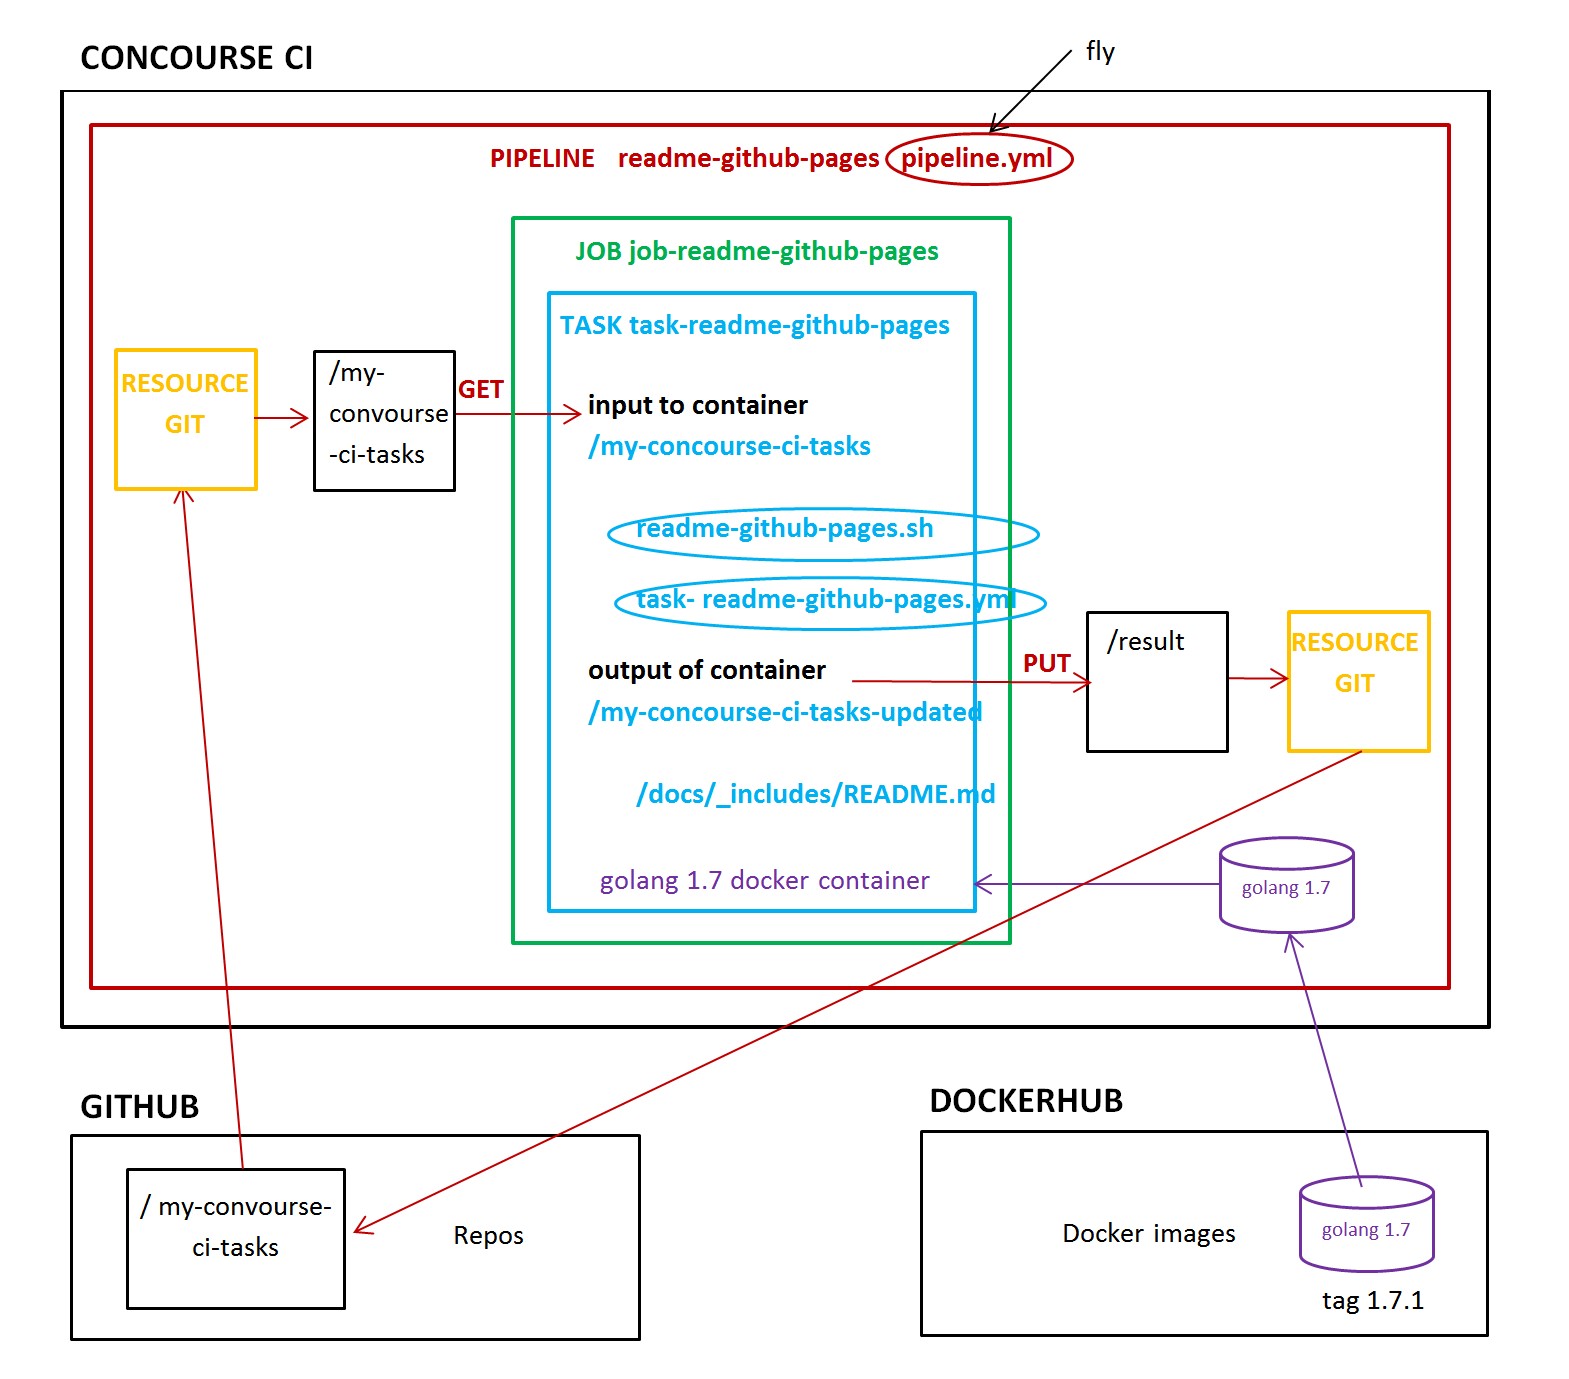 CONCOURSE CI
fly
PIPELINE readme-github-pages pipeline.yml
JOB job-readme-github-pages
TASK task-readme-github-pages
RESOURCE
GIT
/my-
convourse
-ci-tasks
GET
input to container
/my-concourse-ci-tasks
readme-github-pages.sh
task- readme-github-pages.yml
output of container
/my-concourse-ci-tasks-updated
PUT
/result
RESOURCE
GIT
/docs/_includes/README.md
golang 1.7 docker container
golang 1.7
GITHUB
/ my-convourse-
ci-tasks
Repos
DOCKERHUB
Docker images
golang 1.7
tag 1.7.1